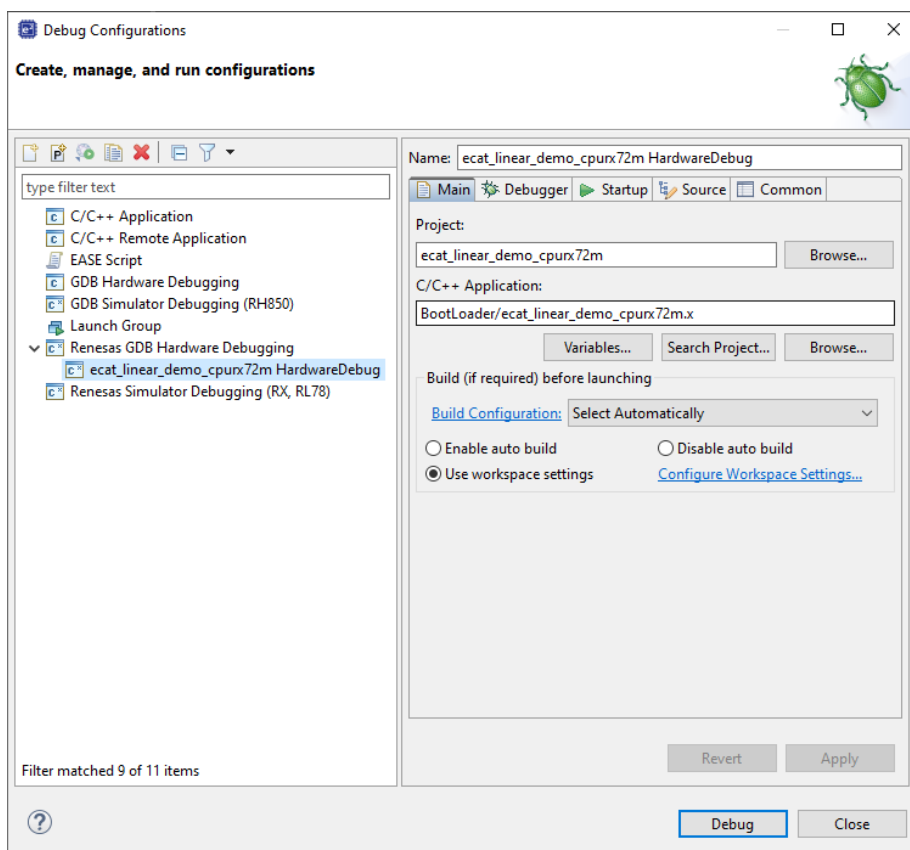 Debug Configurations
Create, manage, and run configurations
type filter text
C/C++ Application
C/C++ Remote Application
EASE Script
GDB Hardware Debugging
GDB Simulator Debugging (RH850)
Launch Group
Renesas GDB Hardware Debugging
ecat_linear_demo_cpurx72m HardwareDebug
Renesas Simulator Debugging (RX, RL78)
Filter matched 9 of 11 items
Name: ecat_linear_demo_cpurx72m HardwareDebug
Main Debugger Startup Source Common
Project:
ecat_linear_demo_cpurx72m Browse...
C/C++ Application:
BootLoader/ecat_linear_demo_cpurx72m.x
Variables... Search Project... Browse...
Build (if required) before launching
Build Configuration: Select Automatically
Enable auto build Disable auto build
Use workspace settings Configure Workspace Settings...
Revert Apply
Debug Close